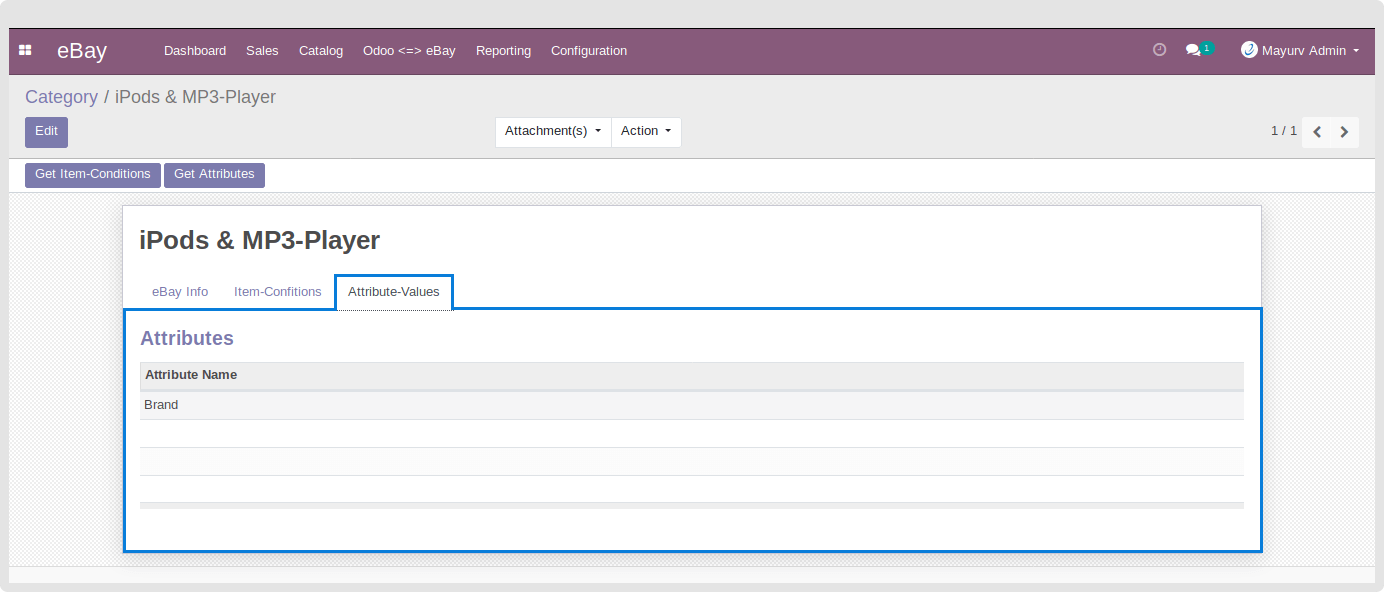 eBay Dashboard Sales Catalog Odoo <=> eBay Reporting Configuration 1 Mayurv Admin
Category / iPods & MP3-Player
Edit Attachment(s) Action 1 / 1
Get Item-Conditions Get Attributes
iPods & MP3-Player
eBay Info Item-Confitions Attribute-Values
Attributes
Attribute Name
Brand